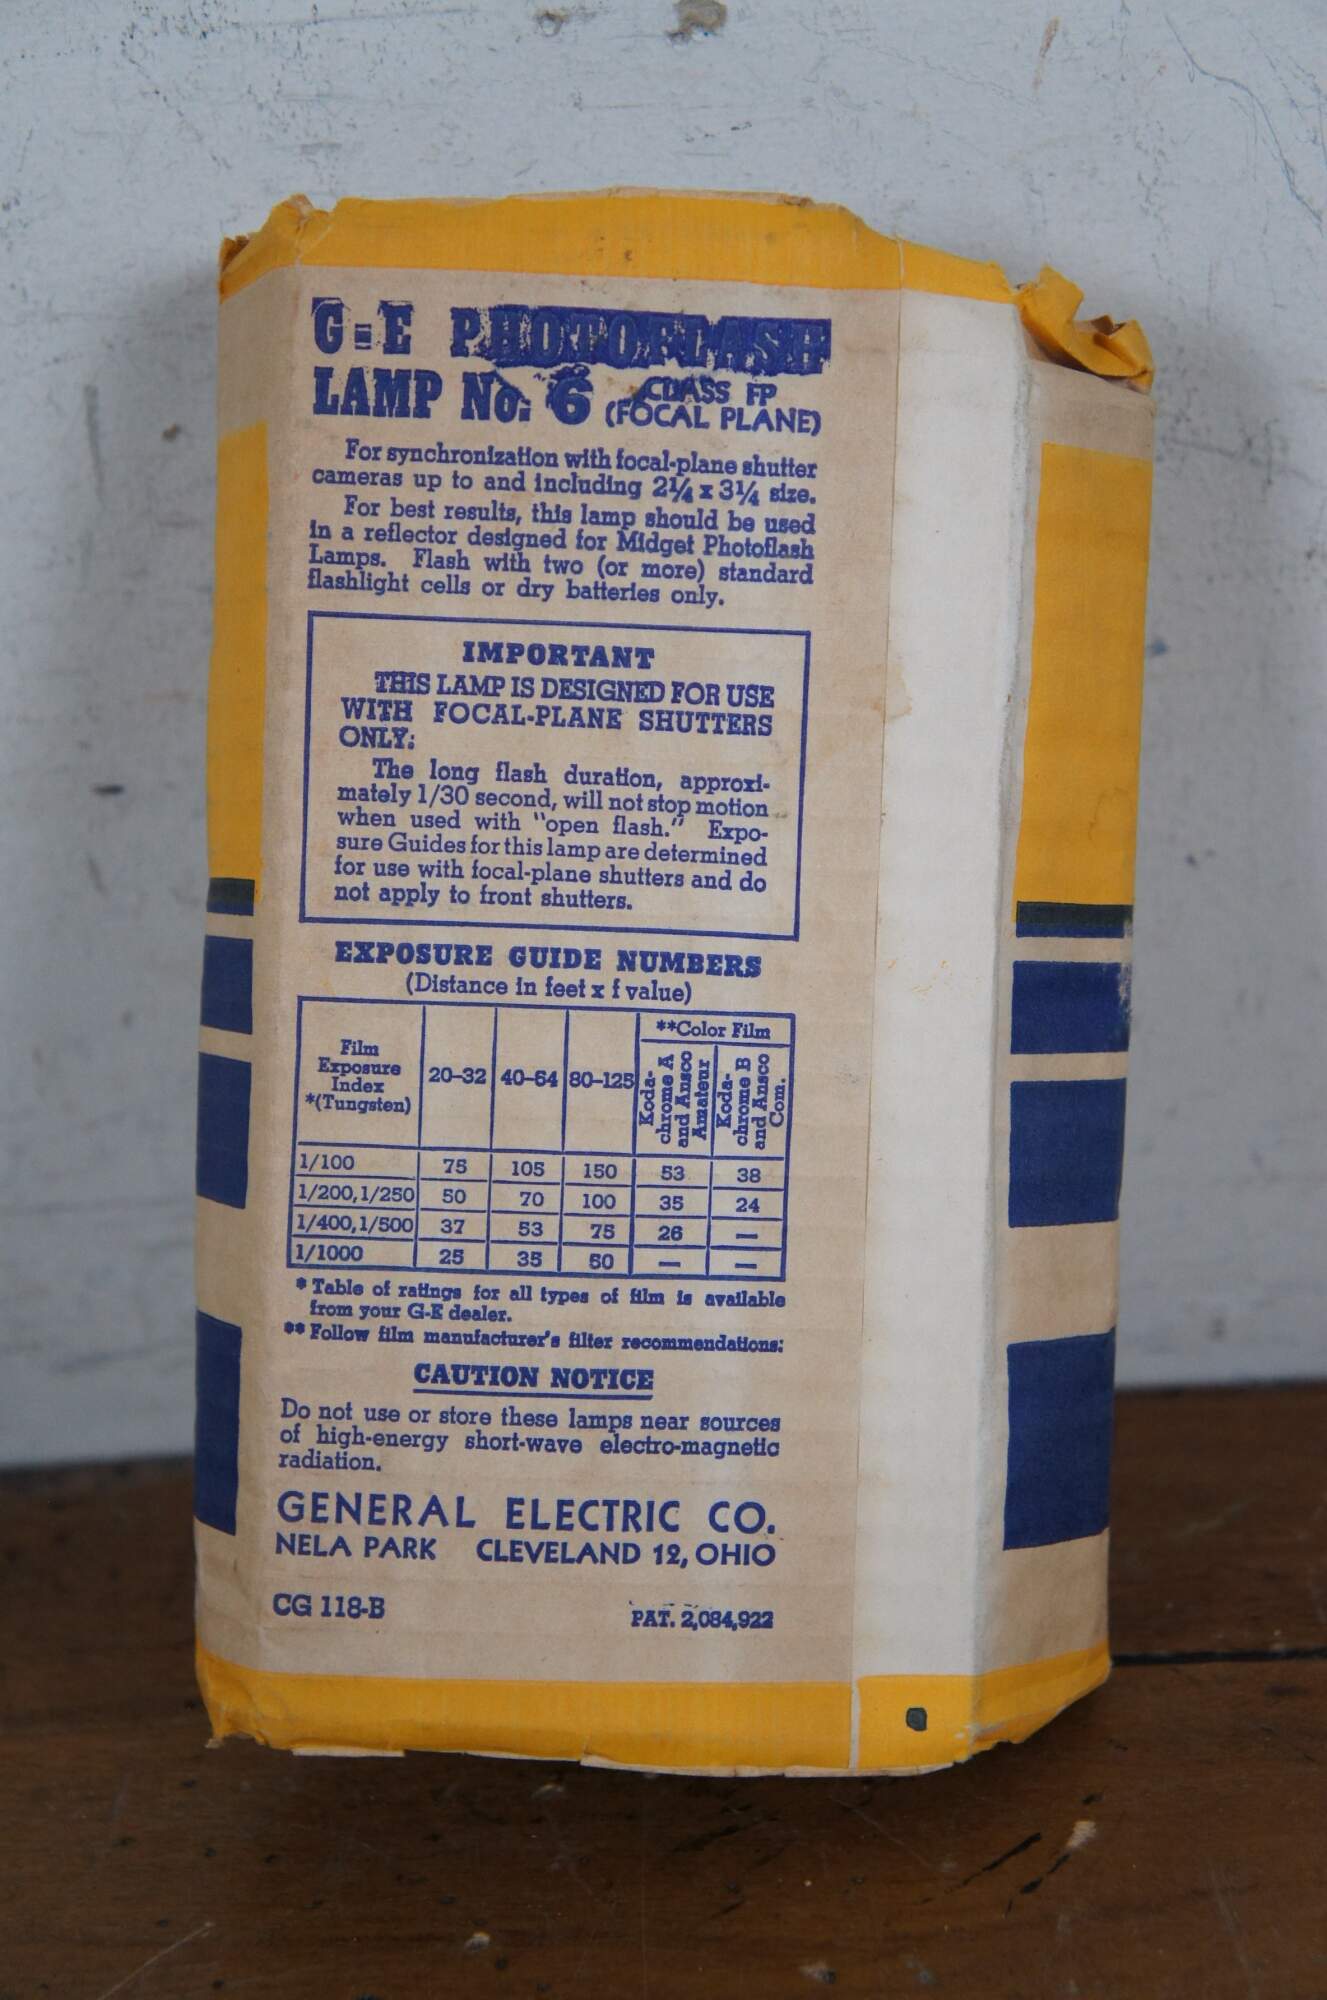 G-E PHOTOFLASH
LAMP No. 6 CLASS FP
(FOCAL PLANE)
For synchronization with focal-plane shutter
cameras up to and including 2¼ x 3¼ size.
For best results, this lamp should be used
in a reflector designed for Midget Photoflash
Lamps. Flash with two (or more) standard
flashlight cells or dry batteries only.
IMPORTANT
THIS LAMP IS DESIGNED FOR USE
WITH FOCAL-PLANE SHUTTERS
ONLY:
The long flash duration, approxi-
mately 1/30 second, will not stop motion
when used with "open flash." Expo-
sure Guides for this lamp are determined
for use with focal-plane shutters and do
not apply to front shutters.
EXPOSURE GUIDE NUMBERS
(Distance in feet x f value)
Film
Exposure
Index
*(Tungsten)
20-32 40-64 80-125
**Color Film
Koda-
chrome A
and Ansco
Amateur
Koda-
chrome B
and Ansco
Com.
1/100 75 105 150 53 38
1/200, 1/250 50 70 100 35 24
1/400, 1/500 37 53 75 26 —
1/1000 25 35 50 — —
* Table of ratings for all types of film is available
from your G-E dealer.
** Follow film manufacturer's filter recommendations:
CAUTION NOTICE
Do not use or store these lamps near sources
of high-energy short-wave electro-magnetic
radiation.
GENERAL ELECTRIC CO.
NELA PARK CLEVELAND 12, OHIO
CG 118-B PAT. 2,084,922